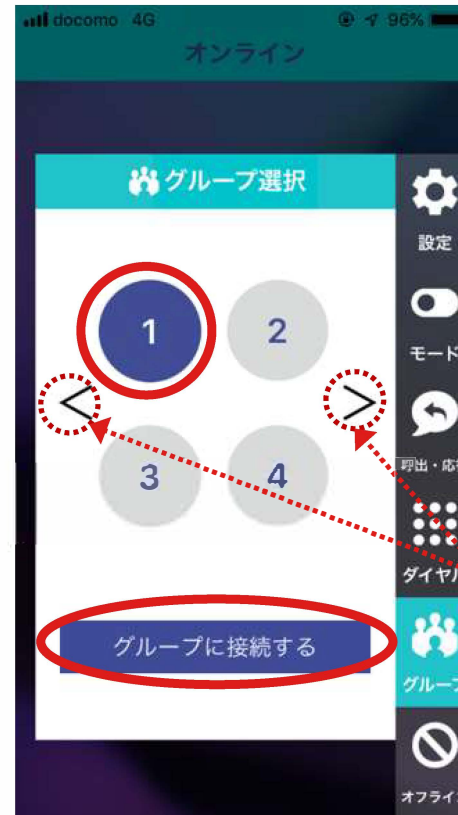 docomo 4G 96%
オンライン
グループ選択
1
2
3
4
グループに接続する
設定
モード
呼出・応
ダイヤル
グルー
オフライ